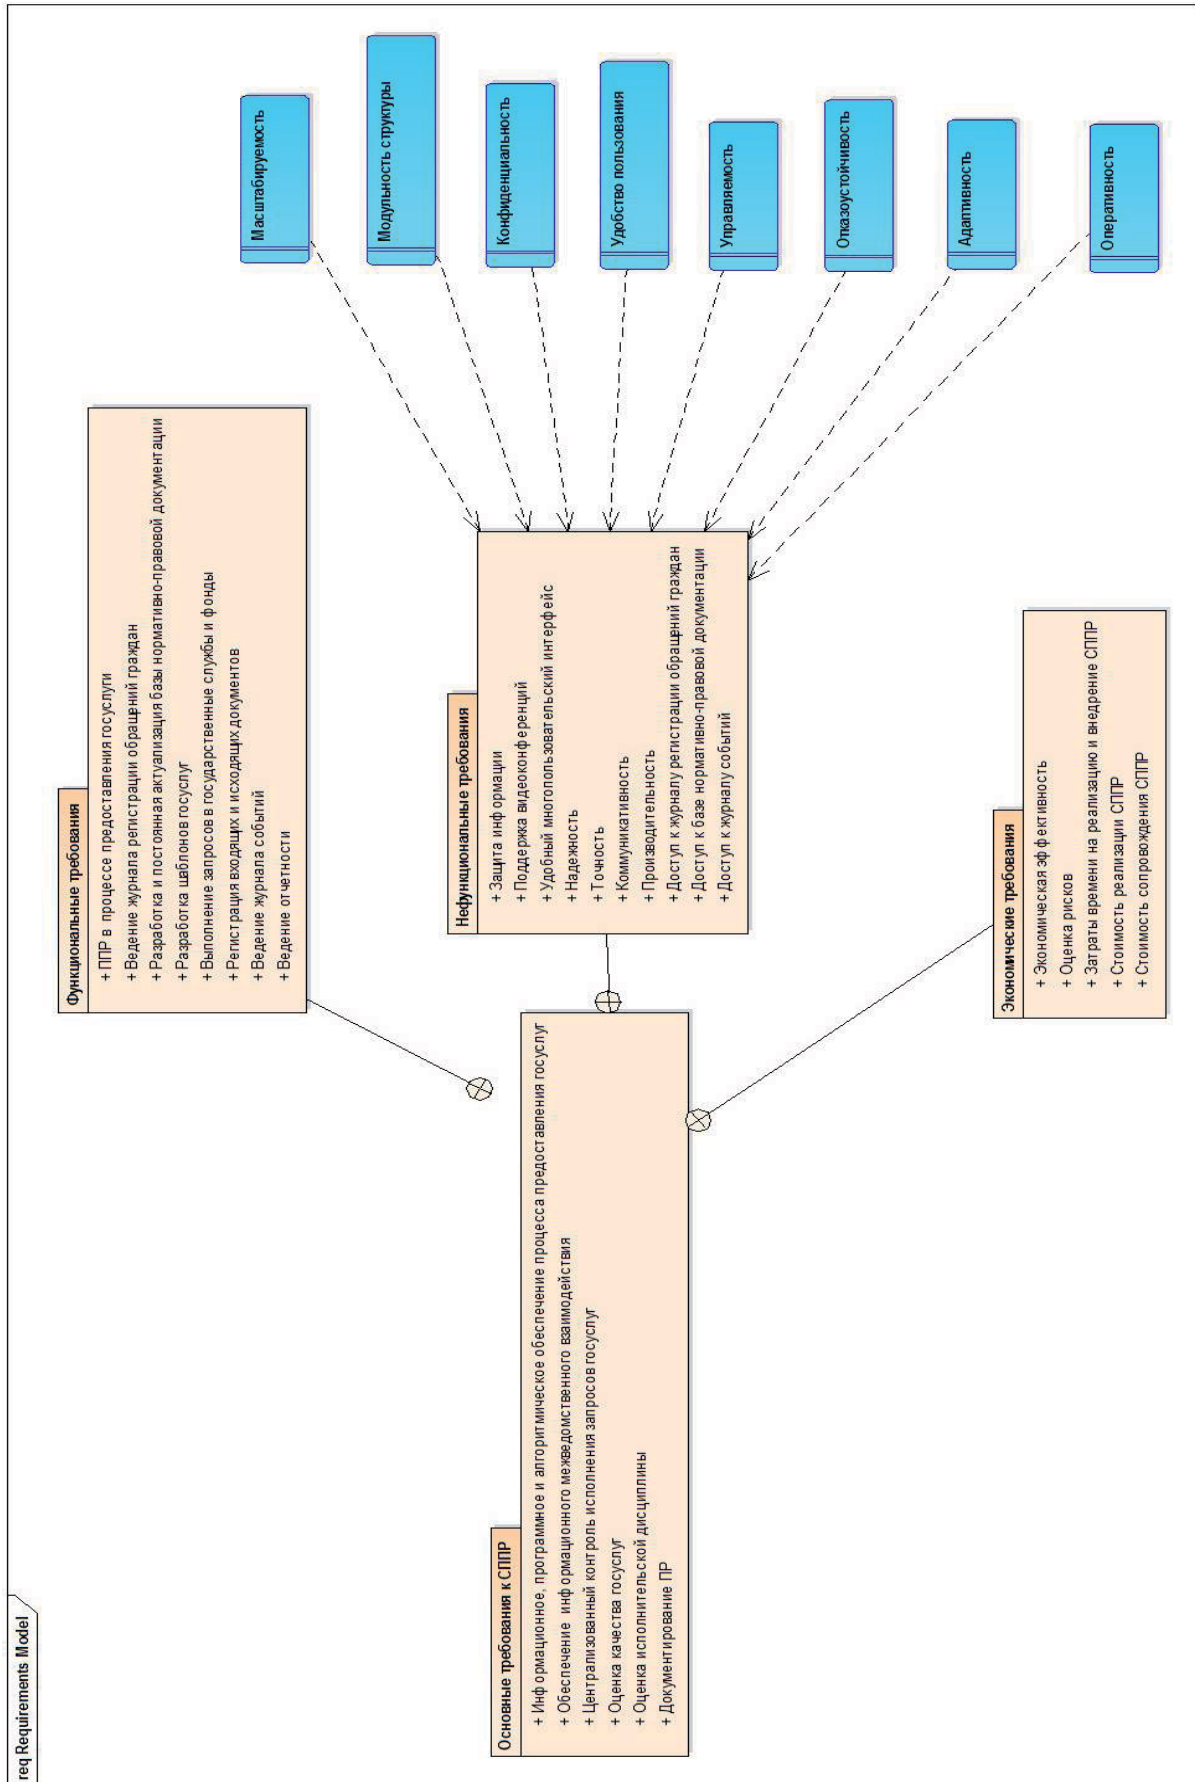 req Requirements Model
Основные требования к СППР
+ Информационное, программное и алгоритмическое обеспечение процесса предоставления госуслуг
+ Обеспечение информационного межведомственного взаимодействия
+ Централизованный контроль исполнения запросов госуслуг
+ Оценка качества госуслуг
+ Оценка исполнительской дисциплины
+ Документирование ПР
Функциональные требования
+ ППР в процессе предоставления госуслуги
+ Ведение журнала регистрации обращений граждан
+ Разработка и постоянная актуализация базы нормативно-правовой документации
+ Разработка шаблонов госуслуг
+ Выполнение запросов в государственные службы и фонды
+ Регистрация входящих и исходящих документов
+ Ведение журнала событий
+ Ведение отчетности
Нефункциональные требования
+ Защита информации
+ Поддержка видеоконференций
+ Удобный многопользовательский интерфейс
+ Надежность
+ Точность
+ Коммуникативность
+ Производительность
+ Доступ к журналу регистрации обращений граждан
+ Доступ к базе нормативно-правовой документации
+ Доступ к журналу событий
Экономические требования
+ Экономическая эффективность
+ Оценка рисков
+ Затраты времени на реализацию и внедрение СППР
+ Стоимость реализации СППР
+ Стоимость сопровождения СППР
Масштабируемость
Модульность структуры
Конфиденциальность
Удобство пользования
Управляемость
Отказоустойчивость
Адаптивность
Оперативность